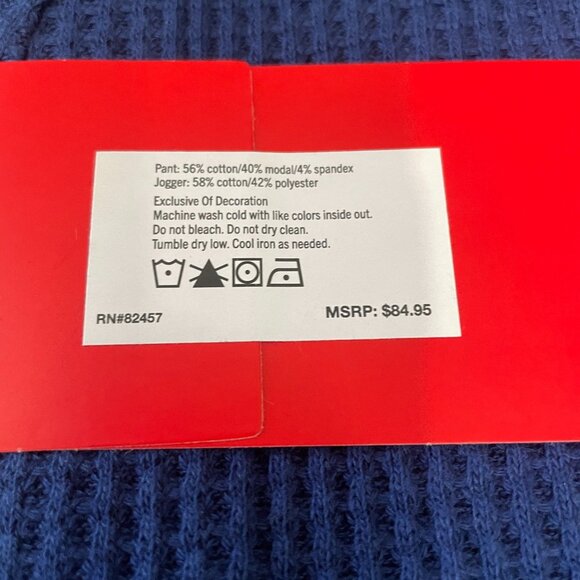 Pant: 56% cotton/40% modal/4% spandex
Jogger: 58% cotton/42% polyester
Exclusive Of Decoration
Machine wash cold with like colors inside out.
Do not bleach. Do not dry clean.
Tumble dry low. Cool iron as needed.
RN#82457
MSRP: $84.95